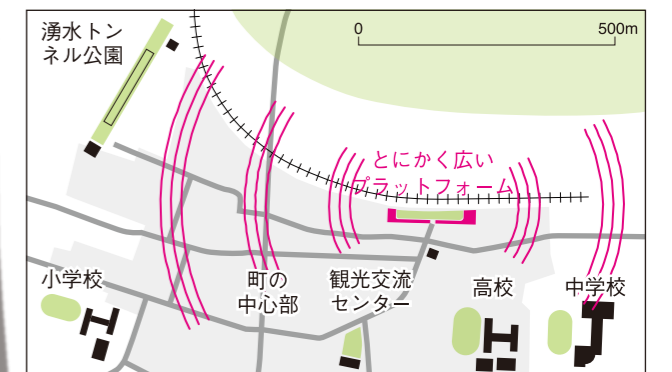 湧水トン
ネル公園
0
500m
とにかく広い
プラットフォーム
小学校
町の
中心部
観光交流
センター
高校
中学校